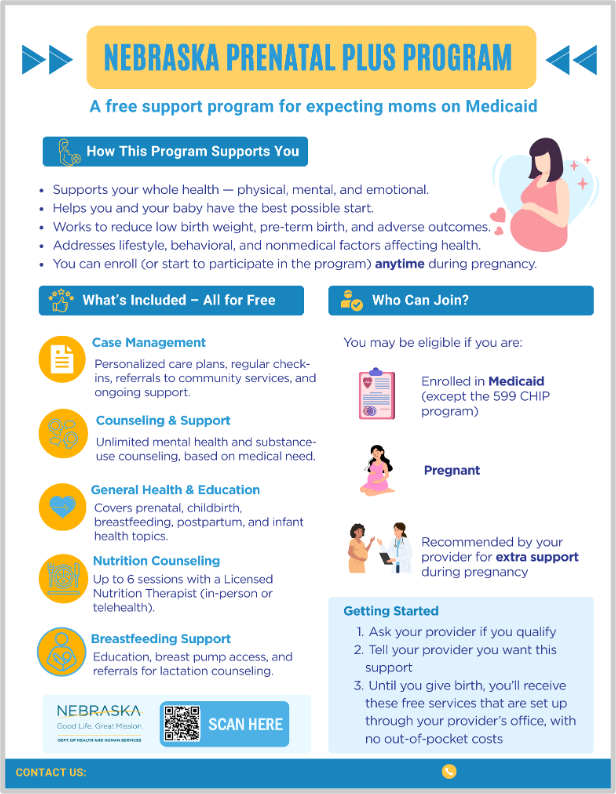 NEBRASKA PRENATAL PLUS PROGRAM
A free support program for expecting moms on Medicaid
How This Program Supports You
• Supports your whole health — physical, mental, and emotional.
• Helps you and your baby have the best possible start.
• Works to reduce low birth weight, pre-term birth, and adverse outcomes.
• Addresses lifestyle, behavioral, and nonmedical factors affecting health.
• You can enroll (or start to participate in the program) anytime during pregnancy.
What's Included – All for Free
Case Management
Personalized care plans, regular check-
ins, referrals to community services, and
ongoing support.
Counseling & Support
Unlimited mental health and substance-
use counseling, based on medical need.
General Health & Education
Covers prenatal, childbirth,
breastfeeding, postpartum, and infant
health topics.
Nutrition Counseling
Up to 6 sessions with a Licensed
Nutrition Therapist (in-person or
telehealth).
Breastfeeding Support
Education, breast pump access, and
referrals for lactation counseling.
NEBRASKA
Good Life. Great Mission.
DEPT. OF HEALTH AND HUMAN SERVICES
SCAN HERE
Who Can Join?
You may be eligible if you are:
Enrolled in Medicaid
(except the 599 CHIP
program)
Pregnant
Recommended by your
provider for extra support
during pregnancy
Getting Started
1. Ask your provider if you qualify
2. Tell your provider you want this
support
3. Until you give birth, you'll receive
these free services that are set up
through your provider's office, with
no out-of-pocket costs
CONTACT US: